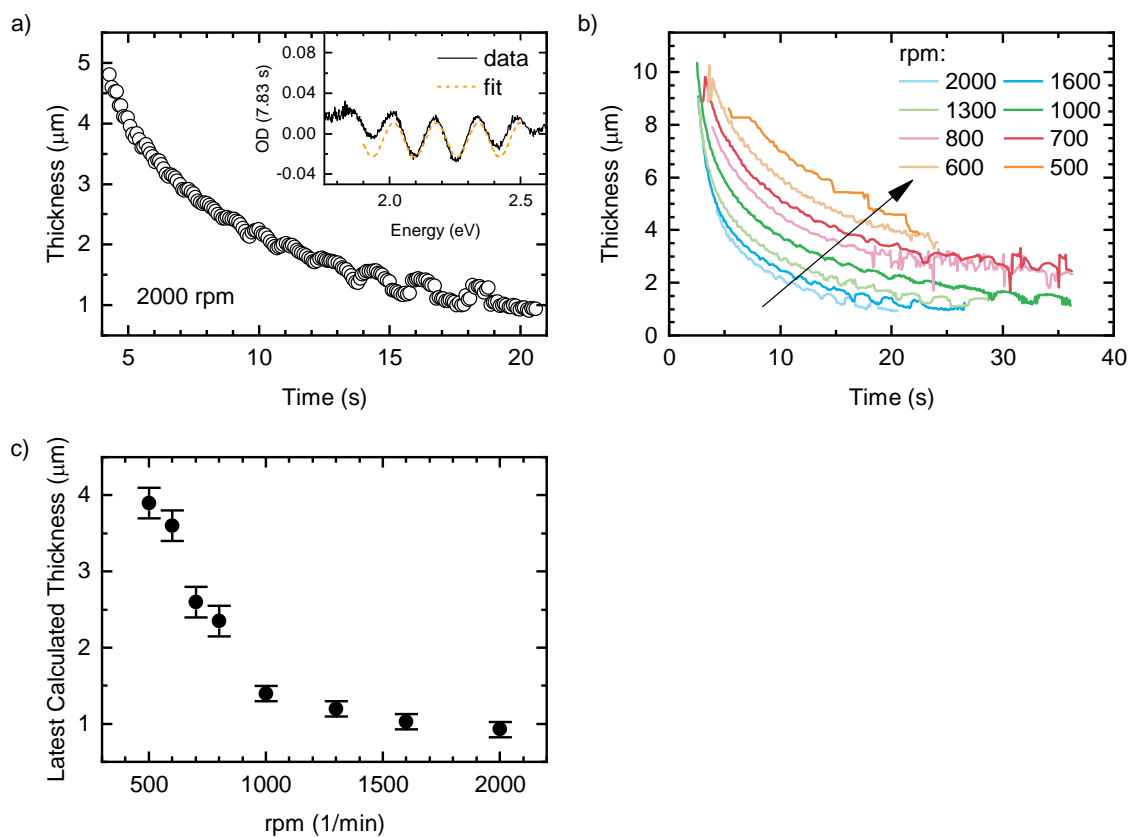 a)
Thickness (μm)
5
4
3
2
1
5
10
15
20
Time (s)
2000 rpm
OD (7.83 s)
0.08
0.04
0.00
-0.04
2.0
2.5
Energy (eV)
data
fit
b)
Thickness (μm)
10
8
6
4
2
0
0
10
20
30
40
Time (s)
rpm:
2000 1600
1300 1000
800 700
600 500
c)
Latest Calculated Thickness (μm)
4
3
2
1
500
1000
1500
2000
rpm (1/min)